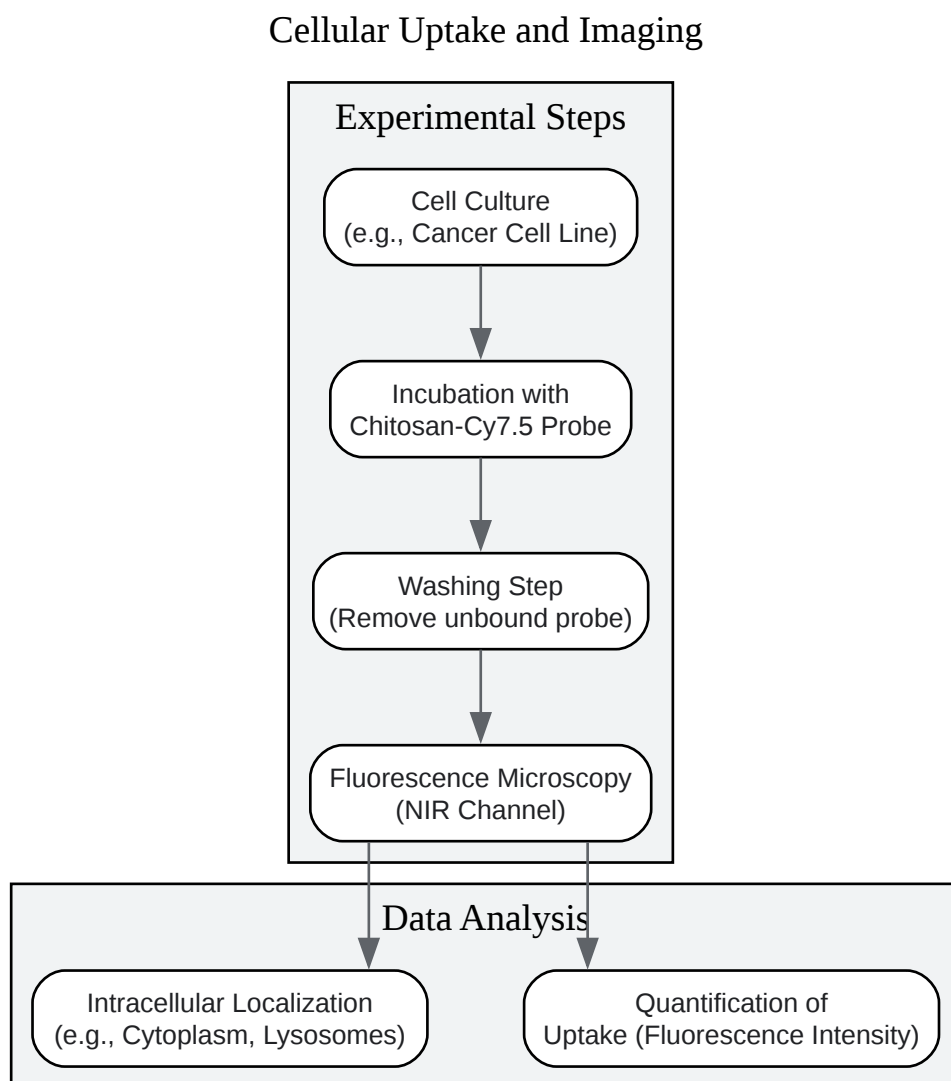 Cellular Uptake and Imaging
Experimental Steps
Cell Culture
(e.g., Cancer Cell Line)
Incubation with
Chitosan-Cy7.5 Probe
Washing Step
(Remove unbound probe)
Fluorescence Microscopy
(NIR Channel)
Data Analysis
Intracellular Localization
(e.g., Cytoplasm, Lysosomes)
Quantification of
Uptake (Fluorescence Intensity)